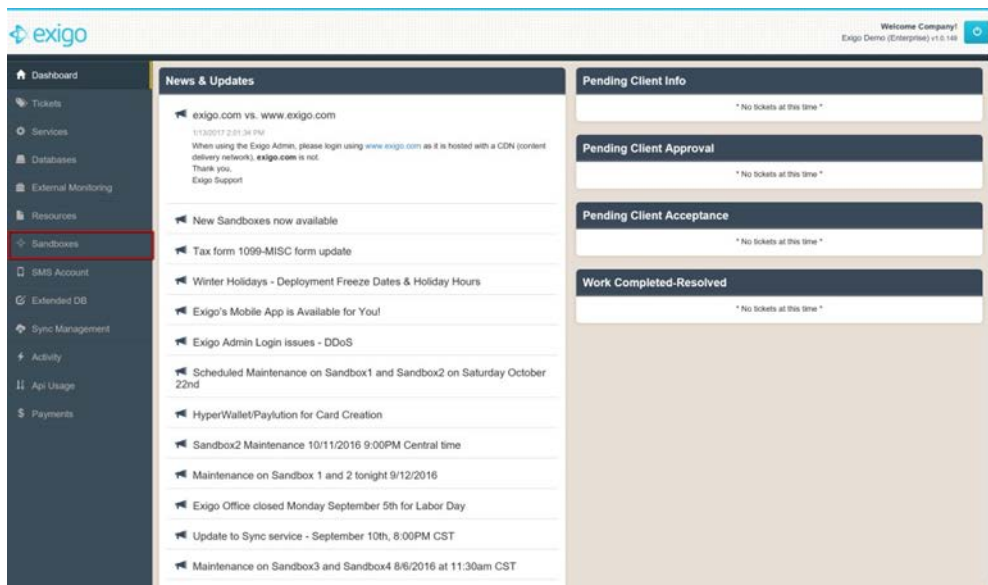 exigo
Welcome Company!
Exigo Demo (Enterprise) v1.0.148
Dashboard
Tickets
Services
Databases
External Monitoring
Resources
Sandboxes
SMS Account
Extended DB
Sync Management
Activity
Api Usage
Payments
News & Updates
exigo.com vs. www.exigo.com
1/13/2017 2:01:34 PM
When using the Exigo Admin, please login using www.exigo.com as it is hosted with a CDN (content
delivery network), exigo.com is not.
Thank you,
Exigo Support
New Sandboxes now available
Tax form 1099-MISC form update
Winter Holidays - Deployment Freeze Dates & Holiday Hours
Exigo's Mobile App is Available for You!
Exigo Admin Login issues - DDoS
Scheduled Maintenance on Sandbox1 and Sandbox2 on Saturday October
22nd
HyperWallet/Paylution for Card Creation
Sandbox2 Maintenance 10/11/2016 9:00PM Central time
Maintenance on Sandbox 1 and 2 tonight 9/12/2016
Exigo Office closed Monday September 5th for Labor Day
Update to Sync service - September 10th, 8:00PM CST
Maintenance on Sandbox3 and Sandbox4 8/6/2016 at 11:30am CST
Pending Client Info
* No tickets at this time *
Pending Client Approval
* No tickets at this time *
Pending Client Acceptance
* No tickets at this time *
Work Completed-Resolved
* No tickets at this time *